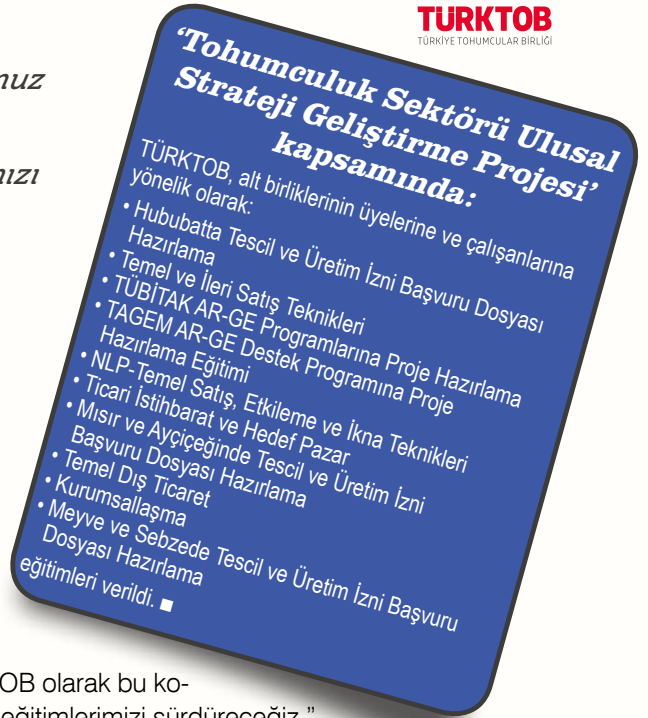 TÜRKTOB
TÜRKİYE TOHUMCULAR BİRLİĞİ
‘Tohumculuk Sektörü Ulusal
Strateji Geliştirme Projesi’
kapsamında:
TÜRKTOB, alt birliklerinin üyelerine ve çalışanlarına
yönelik olarak:
• Hububatta Tescil ve Üretim İzni Başvuru Dosyası
Hazırlama
• Temel ve İleri Satış Teknikleri
• TÜBİTAK AR-GE Programlarına Proje Hazırlama
• TAGEM AR-GE Destek Programına Proje
Hazırlama Eğitimi
• NLP-Temel Satış, Etkileme ve İkna Teknikleri
• Ticari İstihbarat ve Hedef Pazar
• Mısır ve Ayçiçeğinde Tescil ve Üretim İzni
Başvuru Dosyası Hazırlama
• Temel Dış Ticaret
• Kurumsallaşma
• Meyve ve Sebzede Tescil ve Üretim İzni Başvuru
Dosyası Hazırlama
eğitimleri verildi. ■
OB olarak bu ko-
eğitimlerimizi sürdüreceğiz.”